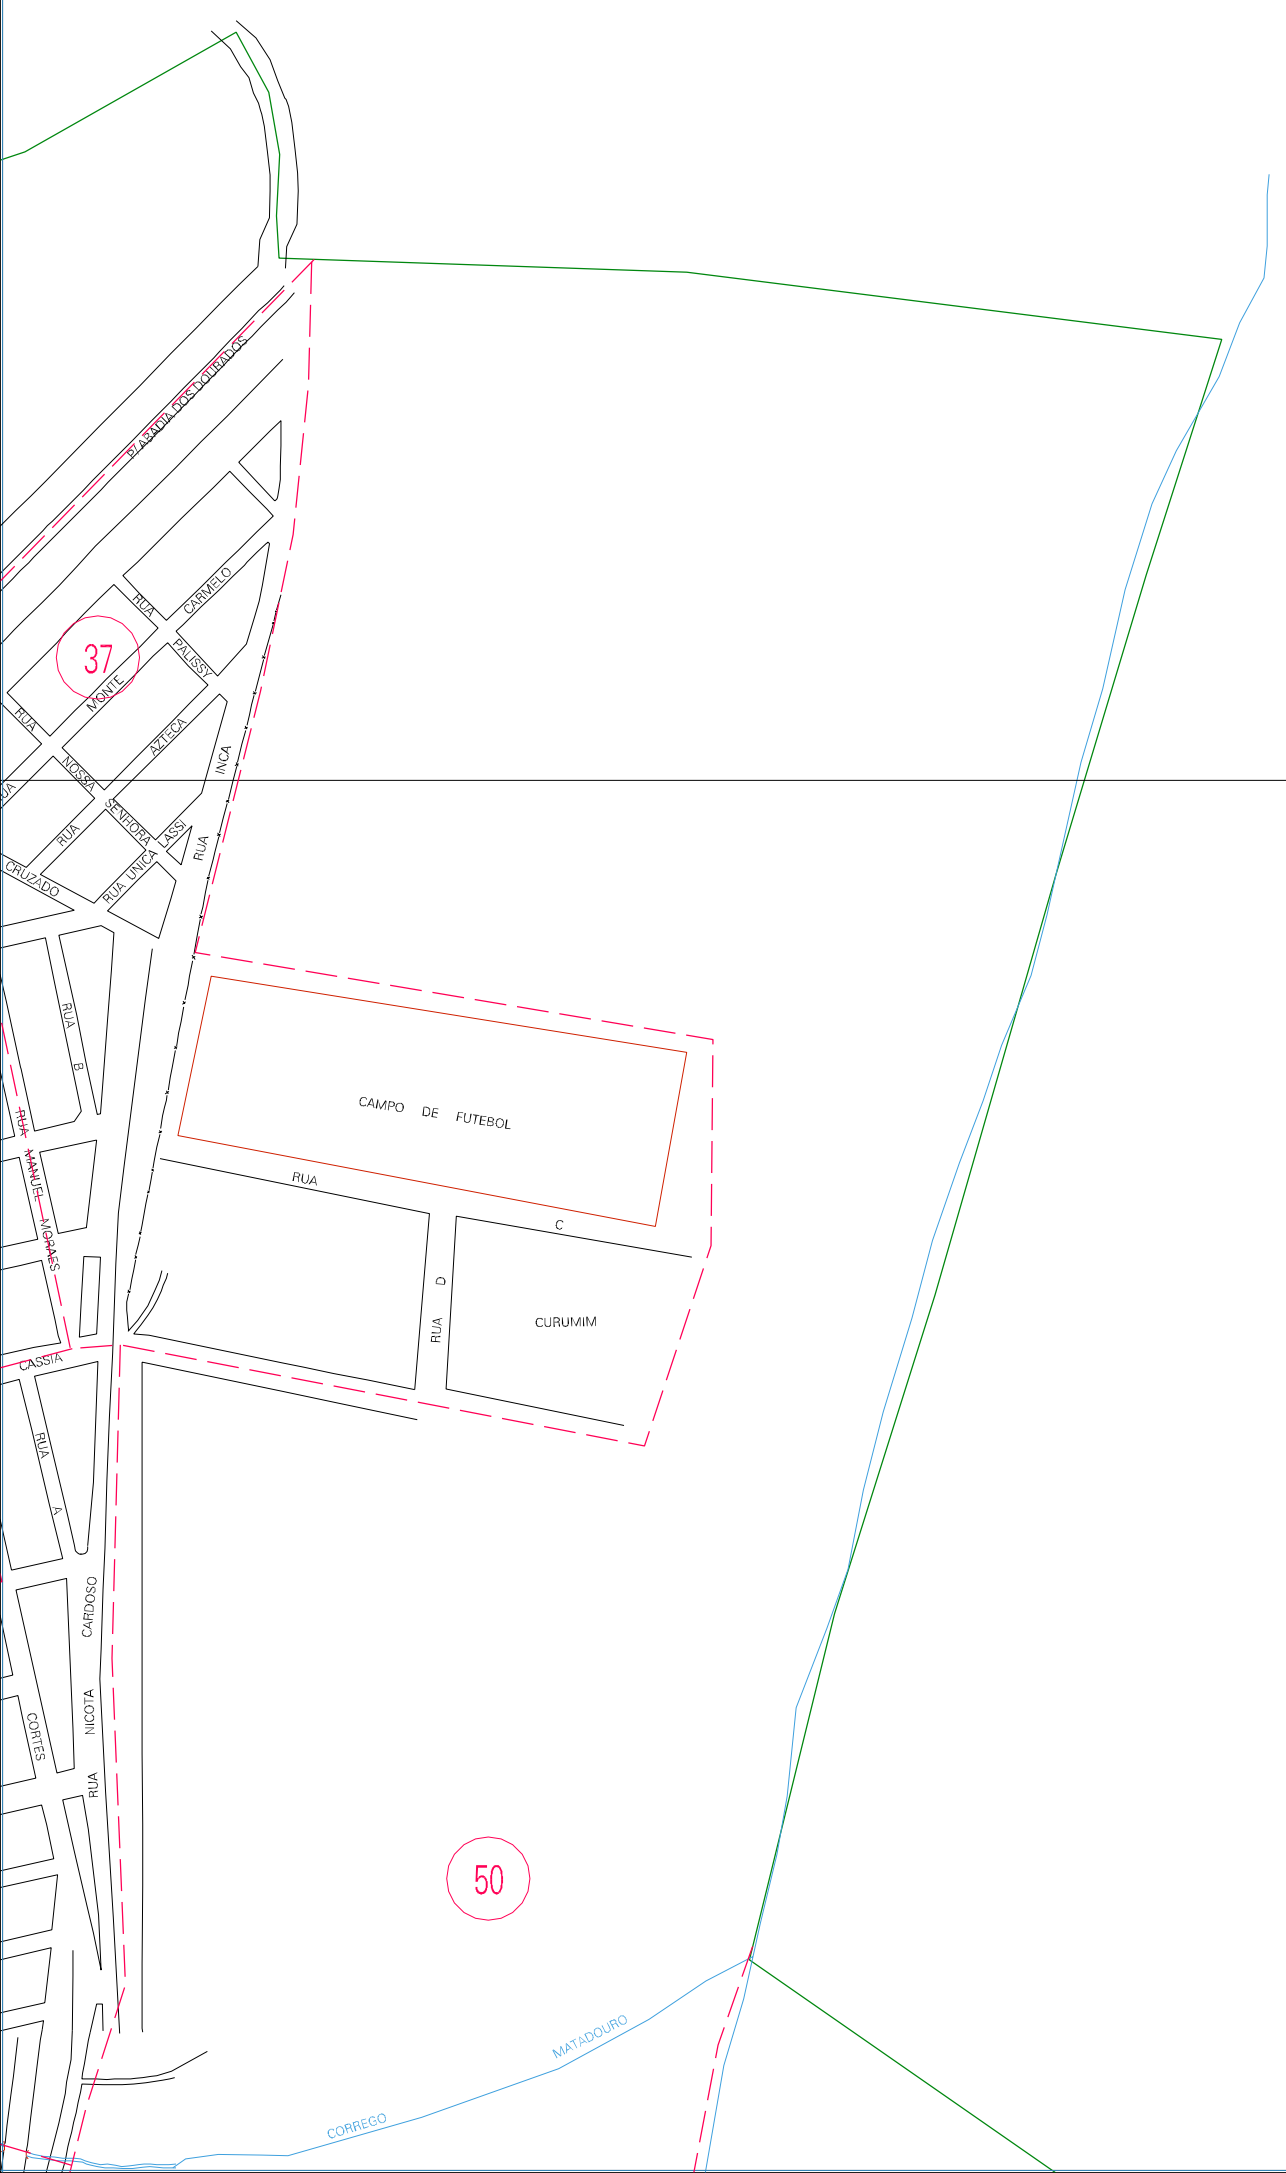 PÇ ABADIA DOS DOURADOS
CARMELO
RUA
37
PALISSY
MONTE
RUA
AZTECA
INCA
NOSSA
UA
SENHORA
LASSI
RUA
RUA
UNICA
RUA
CRUZADO
RUA B
CAMPO DE FUTEBOL
RUA MANUEL MORAES
RUA C
RUA D
CURUMIM
CASSIA
RUA A
CARDOSO
NICOTA
RUA
CORTES
50
MATADOURO
CORREGO